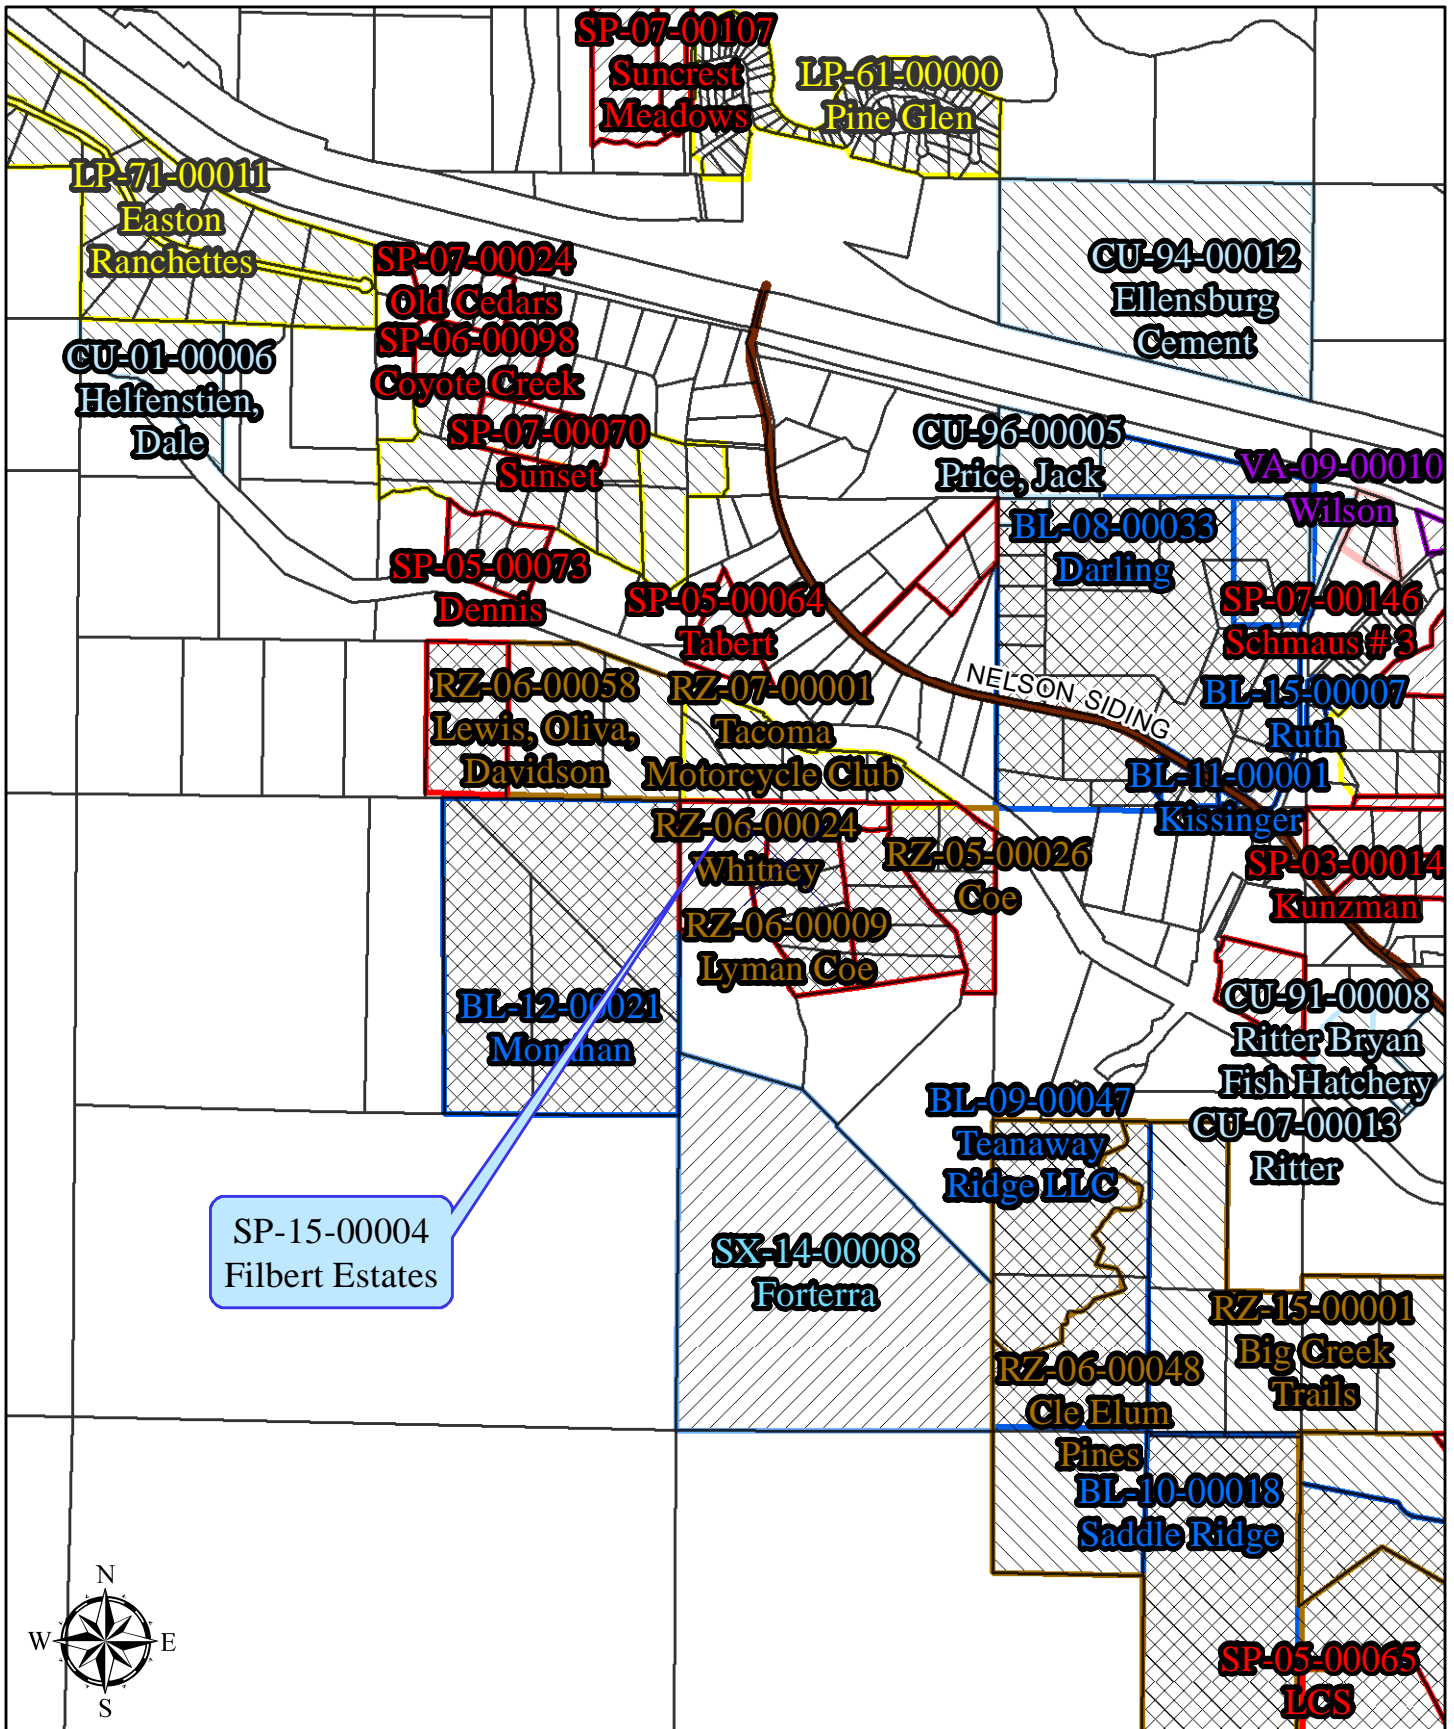 SP-07-00107
Suncrest
Meadows
LP-61-00000
Pine Glen
LP-71-00011
Easton
Ranchettes
SP-07-00024
Old Cedars
CU-94-00012
Ellensburg
Cement
SP-06-00098
Coyote Creek
CU-01-00006
Helfenstien,
Dale
SP-07-00070
Sunset
CU-96-00005
Price, Jack
VA-09-00010
Wilson
BL-08-00033
Darling
SP-05-00073
Dennis
SP-05-00064
Tabert
SP-07-00146
Schmaus # 3
NELSON SIDING
RZ-06-00058
Lewis, Oliva,
Davidson
RZ-07-00001
Tacoma
Motorcycle Club
BL-15-00007
Ruth
BL-11-00001
Kissinger
RZ-06-00024
Whitney
RZ-05-00026
Coe
SP-03-00014
Kunzman
RZ-06-00009
Lyman Coe
BL-12-00021
Monahan
CU-91-00008
Ritter Bryan
Fish Hatchery
BL-09-00047
Teanaway
Ridge LLC
CU-07-00013
Ritter
SP-15-00004
Filbert Estates
SX-14-00008
Forterra
RZ-15-00001
Big Creek
Trails
RZ-06-00048
Cle Elum
Pines
BL-10-00018
Saddle Ridge
SP-05-00065
LCS
N
W
E
S